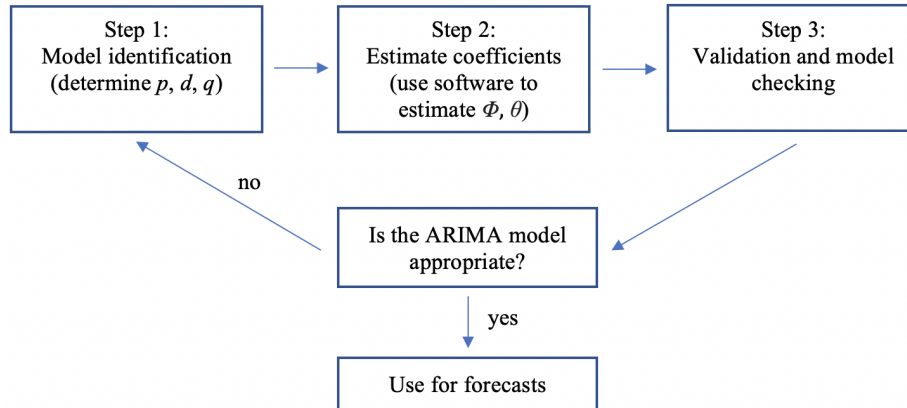 Step 1:
Model identification
(determine p, d, q)
Step 2:
Estimate coefficients
(use software to
estimate Φ, θ)
Step 3:
Validation and model
checking
no
Is the ARIMA model
appropriate?
yes
Use for forecasts